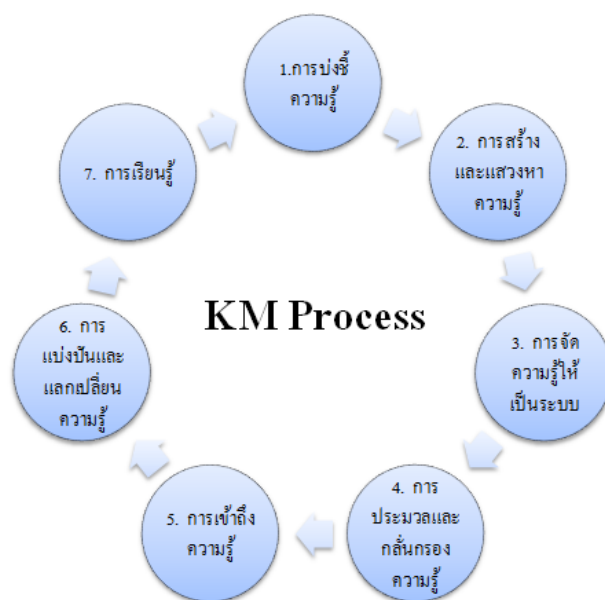 1.การบ่งชี้
ความรู้
2. การสร้าง
และแสวงหา
ความรู้
3. การจัด
ความรู้ให้
เป็นระบบ
4. การ
ประมวลและ
กลั่นกรอง
ความรู้
5. การเข้าถึง
ความรู้
6. การ
แบ่งปันและ
แลกเปลี่ยน
ความรู้
7. การเรียนรู้
KM Process